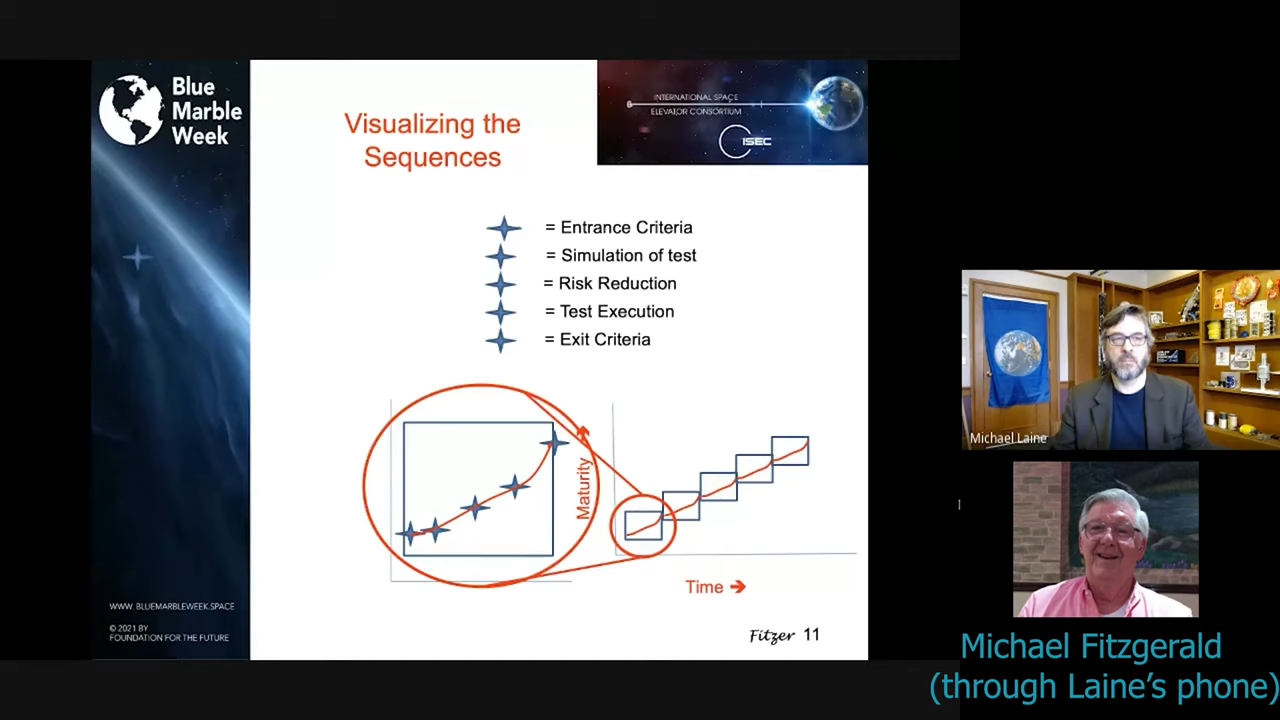 Blue
Marble
Week
Visualizing the
Sequences
INTERNATIONAL SPACE
ELEVATOR CONSORTIUM
ISEC
= Entrance Criteria
= Simulation of test
= Risk Reduction
= Test Execution
= Exit Criteria
Maturity
Time
WWW. BLUEMARBLEWEEK.SPACE
© 2021 BY
FOUNDATION FOR THE FUTURE
Fitzer 11
Michael Laine
Michael Fitzgerald
(through Laine's phone)